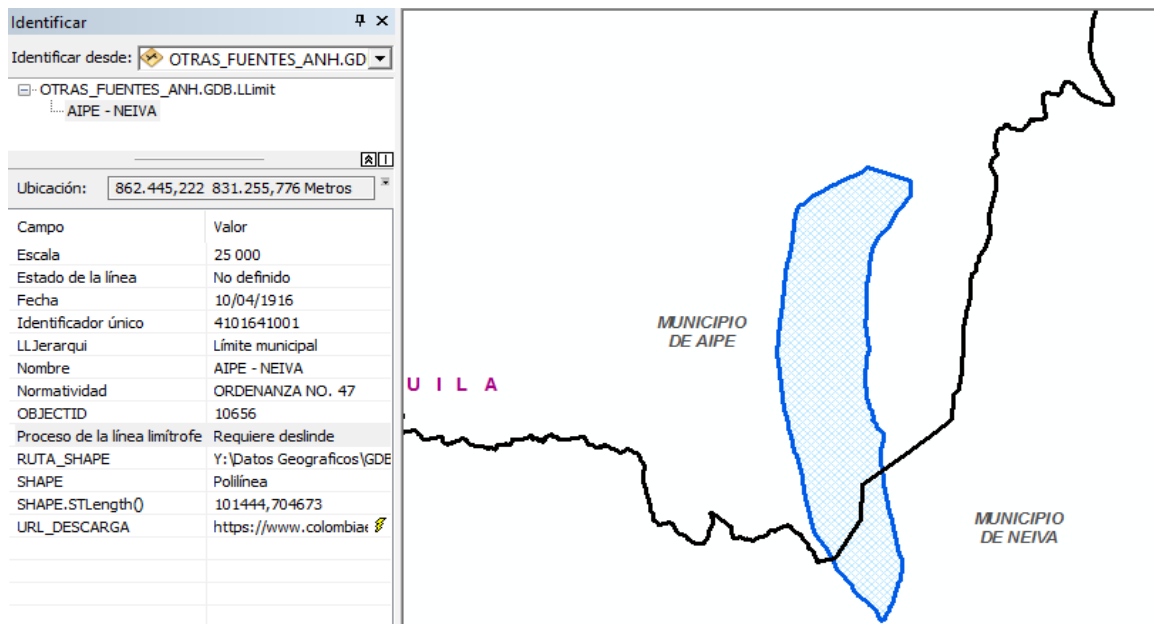 Identificar
Identificar desde: OTRAS_FUENTES_ANH.GD
OTRAS_FUENTES_ANH.GDB.LLimit
AIPE - NEIVA
Ubicación: 862.445,222 831.255,776 Metros
Campo Valor
Escala 25 000
Estado de la línea No definido
Fecha 10/04/1916
Identificador único 4101641001
LLJerarqui Límite municipal
Nombre AIPE - NEIVA
Normatividad ORDENANZA NO. 47
OBJECTID 10656
Proceso de la línea limítrofe Requiere deslinde
RUTA_SHAPE Y:\Datos Geograficos\GDB
SHAPE Polilínea
SHAPE.STLength() 101444,704673
URL_DESCARGA https://www.colombiae
MUNICIPIO
DE AIPE
U I L A
MUNICIPIO
DE NEIVA